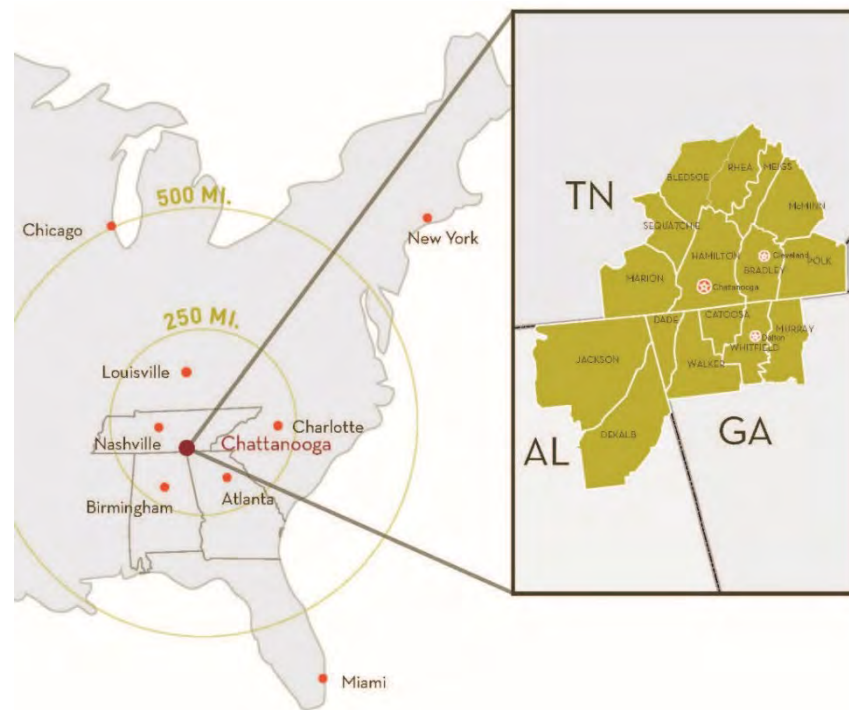 500 MI.
Chicago
New York
250 MI.
Louisville
Nashville
Chattanooga
Charlotte
Birmingham
Atlanta
Miami
TN
BLEDSOE
RHEA
MEIGS
McMINN
SEQUATCHIE
HAMILTON
Cleveland
BRADLEY
POLK
MARION
Chattanooga
DADE
CATOOSA
MURRAY
Dalton
WHITFIELD
JACKSON
WALKER
DEKALB
AL
GA